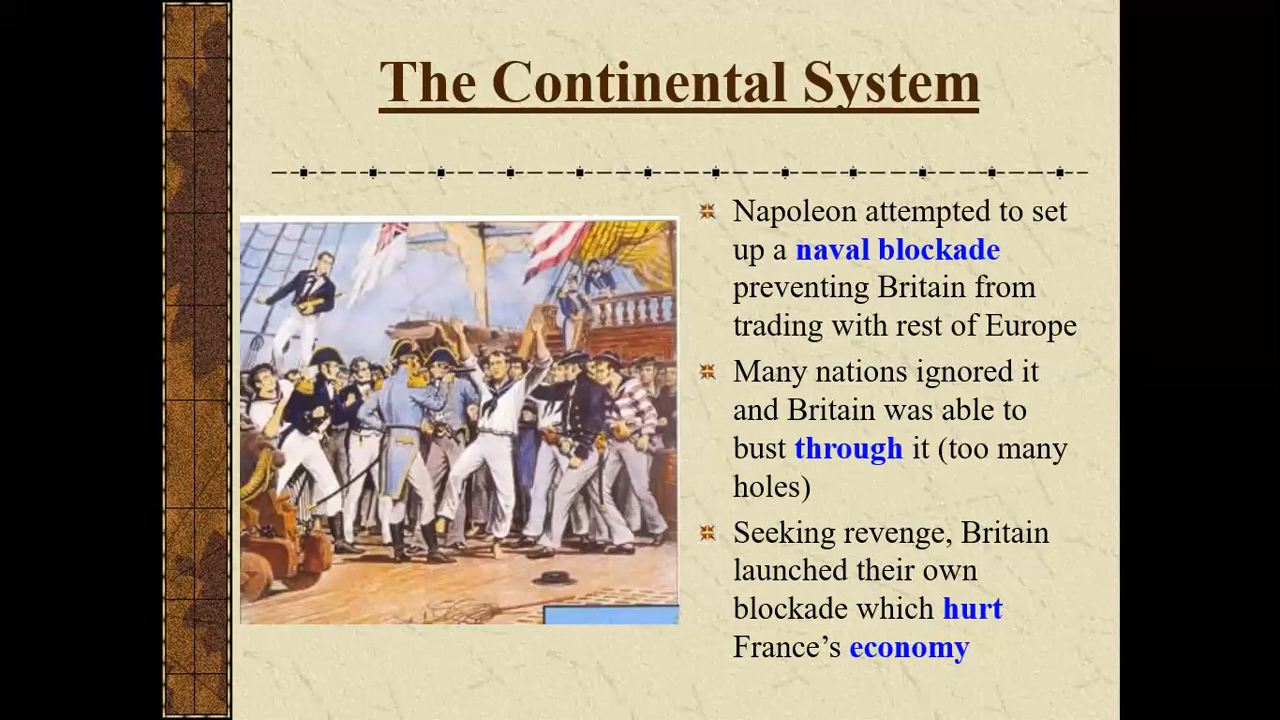 The Continental System
Napoleon attempted to set
up a naval blockade
preventing Britain from
trading with rest of Europe
Many nations ignored it
and Britain was able to
bust through it (too many
holes)
Seeking revenge, Britain
launched their own
blockade which hurt
France’s economy